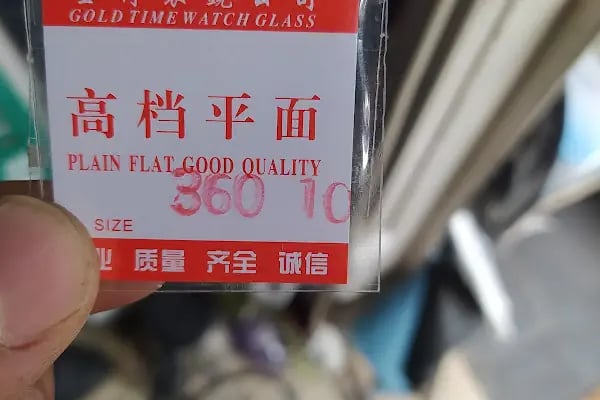 GOLD TIME WATCH GLASS
高档平面
PLAIN FLAT GOOD QUALITY
360 10
SIZE
质量 齐全 诚信